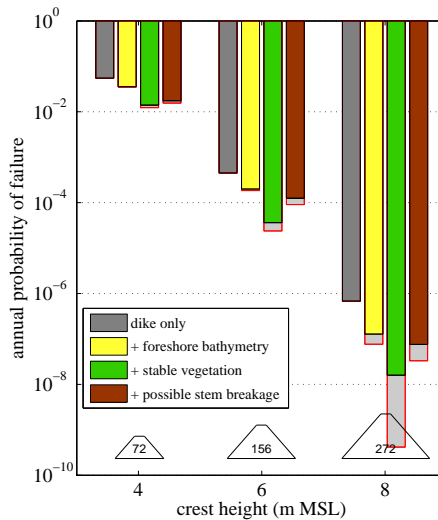 10^0
10^-2
10^-4
10^-6
10^-8
10^-10
annual probability of failure
dike only
+ foreshore bathymetry
+ stable vegetation
+ possible stem breakage
72
156
272
4
6
8
crest height (m MSL)